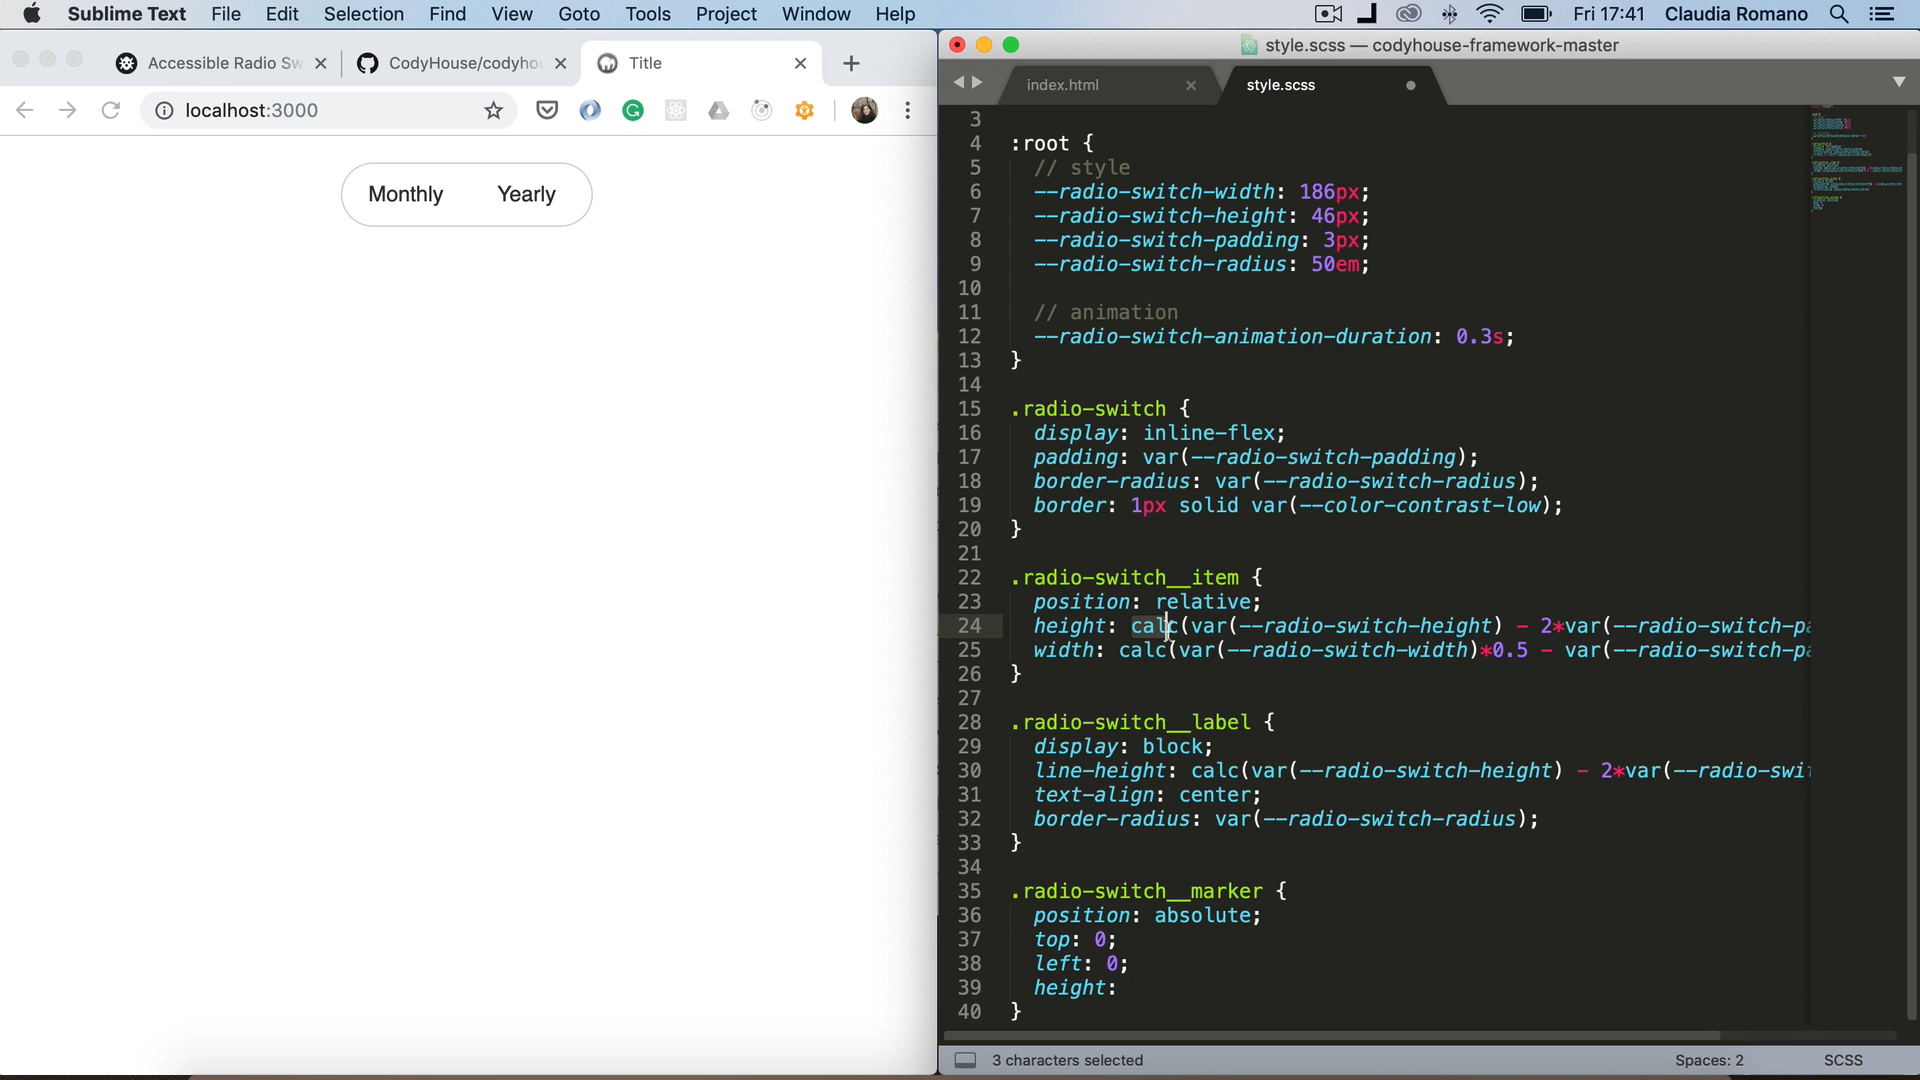 Sublime Text File Edit Selection Find View Goto Tools Project Window Help Fri 17:41 Claudia Romano
Accessible Radio Sw
CodyHouse/codyhou
Title
localhost:3000
Monthly Yearly
style.scss — codyhouse-framework-master
index.html
style.scss
3
4 :root {
5 // style
6 --radio-switch-width: 186px;
7 --radio-switch-height: 46px;
8 --radio-switch-padding: 3px;
9 --radio-switch-radius: 50em;
10
11 // animation
12 --radio-switch-animation-duration: 0.3s;
13 }
14
15 .radio-switch {
16 display: inline-flex;
17 padding: var(--radio-switch-padding);
18 border-radius: var(--radio-switch-radius);
19 border: 1px solid var(--color-contrast-low);
20 }
21
22 .radio-switch__item {
23 position: relative;
24 height: calc(var(--radio-switch-height) - 2*var(--radio-switch-pa
25 width: calc(var(--radio-switch-width)*0.5 - var(--radio-switch-pa
26 }
27
28 .radio-switch__label {
29 display: block;
30 line-height: calc(var(--radio-switch-height) - 2*var(--radio-swit
31 text-align: center;
32 border-radius: var(--radio-switch-radius);
33 }
34
35 .radio-switch__marker {
36 position: absolute;
37 top: 0;
38 left: 0;
39 height:
40 }
3 characters selected
Spaces: 2
SCSS